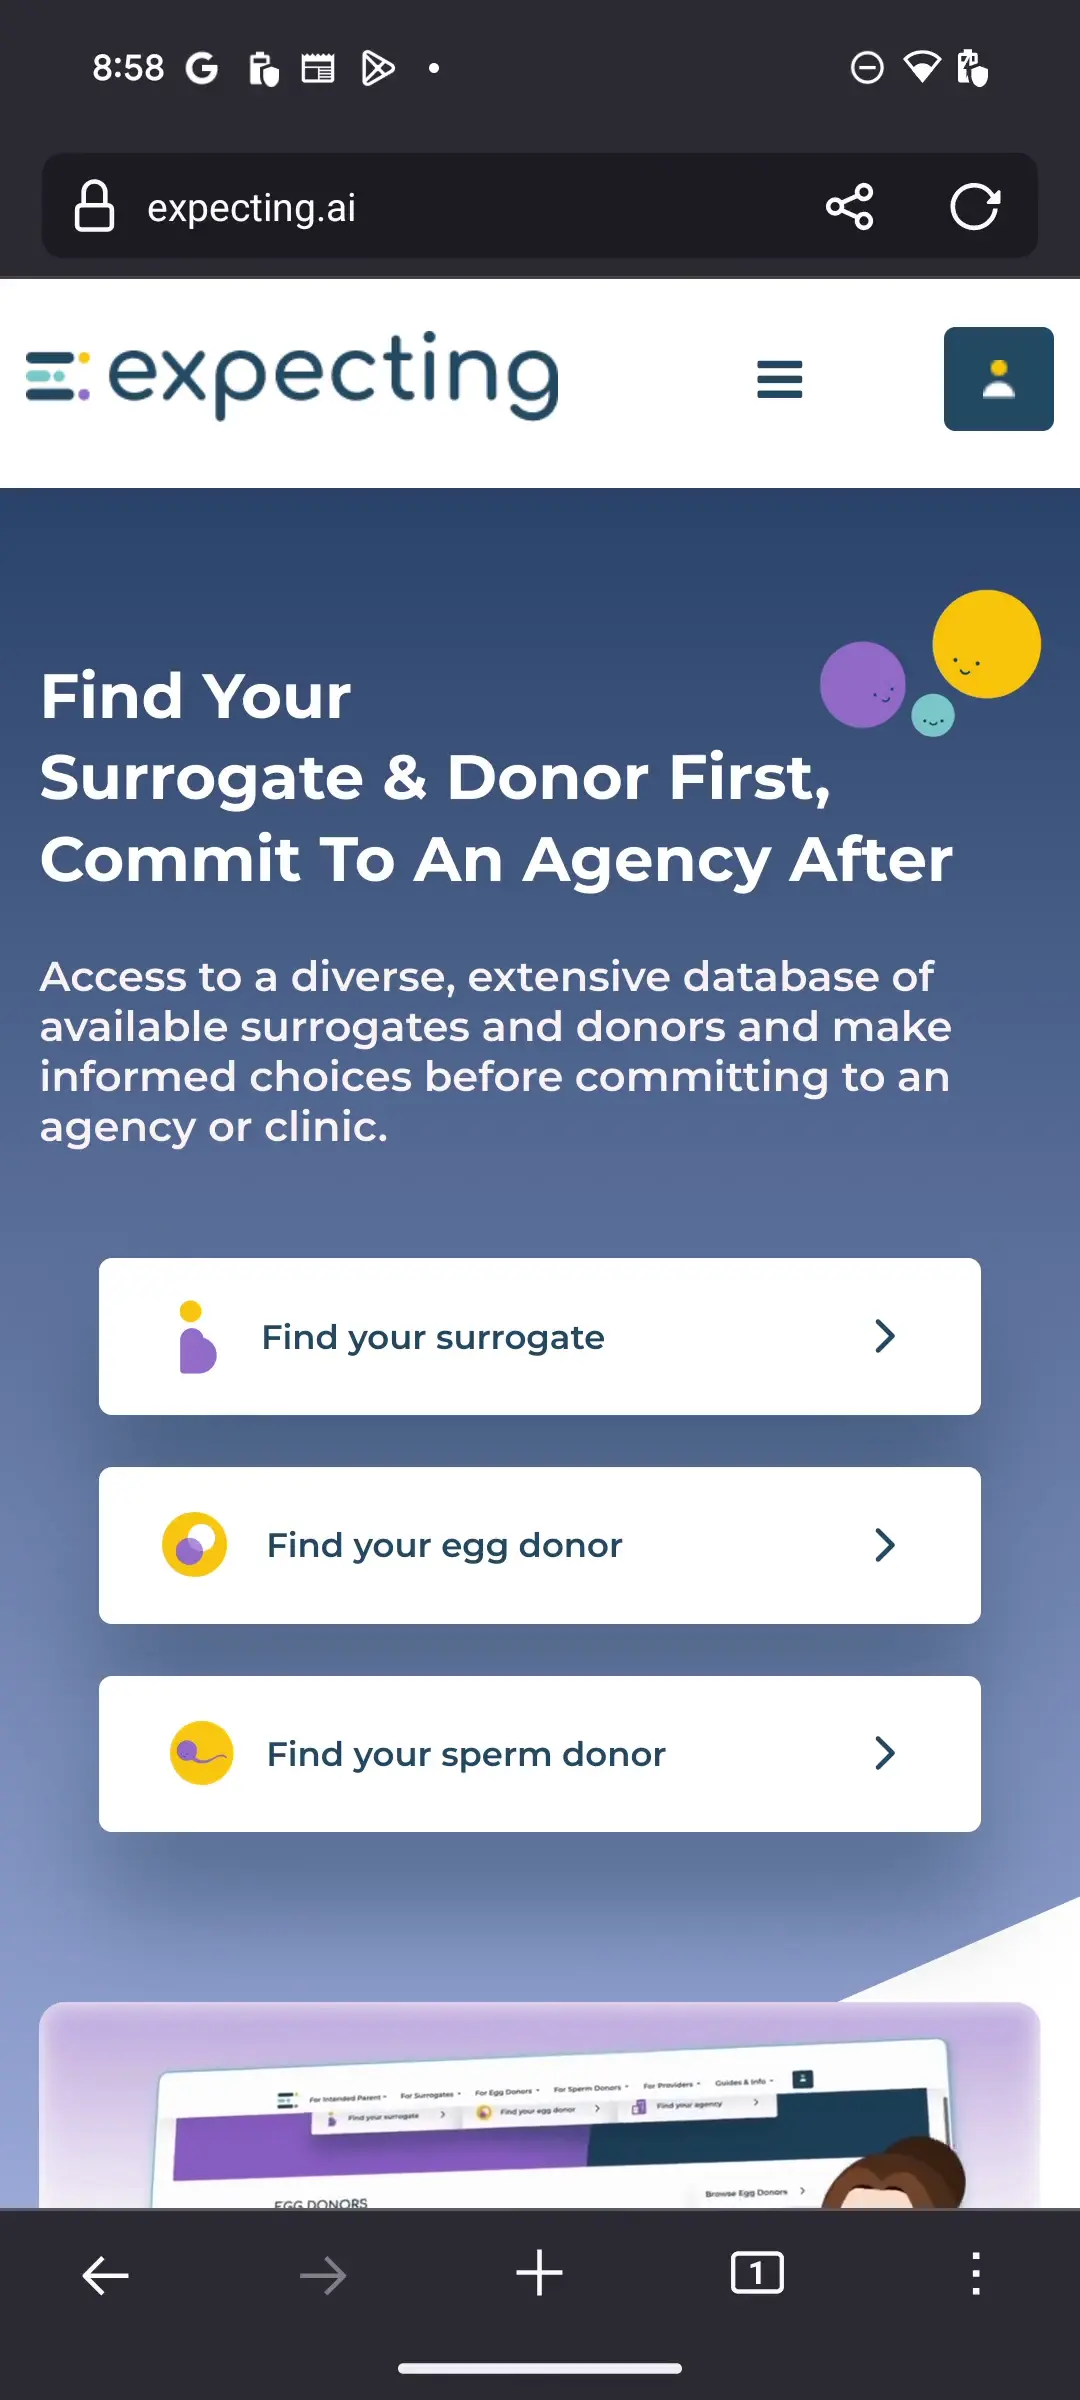 8:58
expecting.ai
expecting
Find Your
Surrogate & Donor First,
Commit To An Agency After
Access to a diverse, extensive database of
available surrogates and donors and make
informed choices before committing to an
agency or clinic.
Find your surrogate
Find your egg donor
Find your sperm donor
For Intended Parent For Surrogates For Egg Donors For Sperm Donors For Providers Guides & Info
Find your surrogate Find your egg donor Find your agency
EGG DONORS
Browse Egg Donors
1